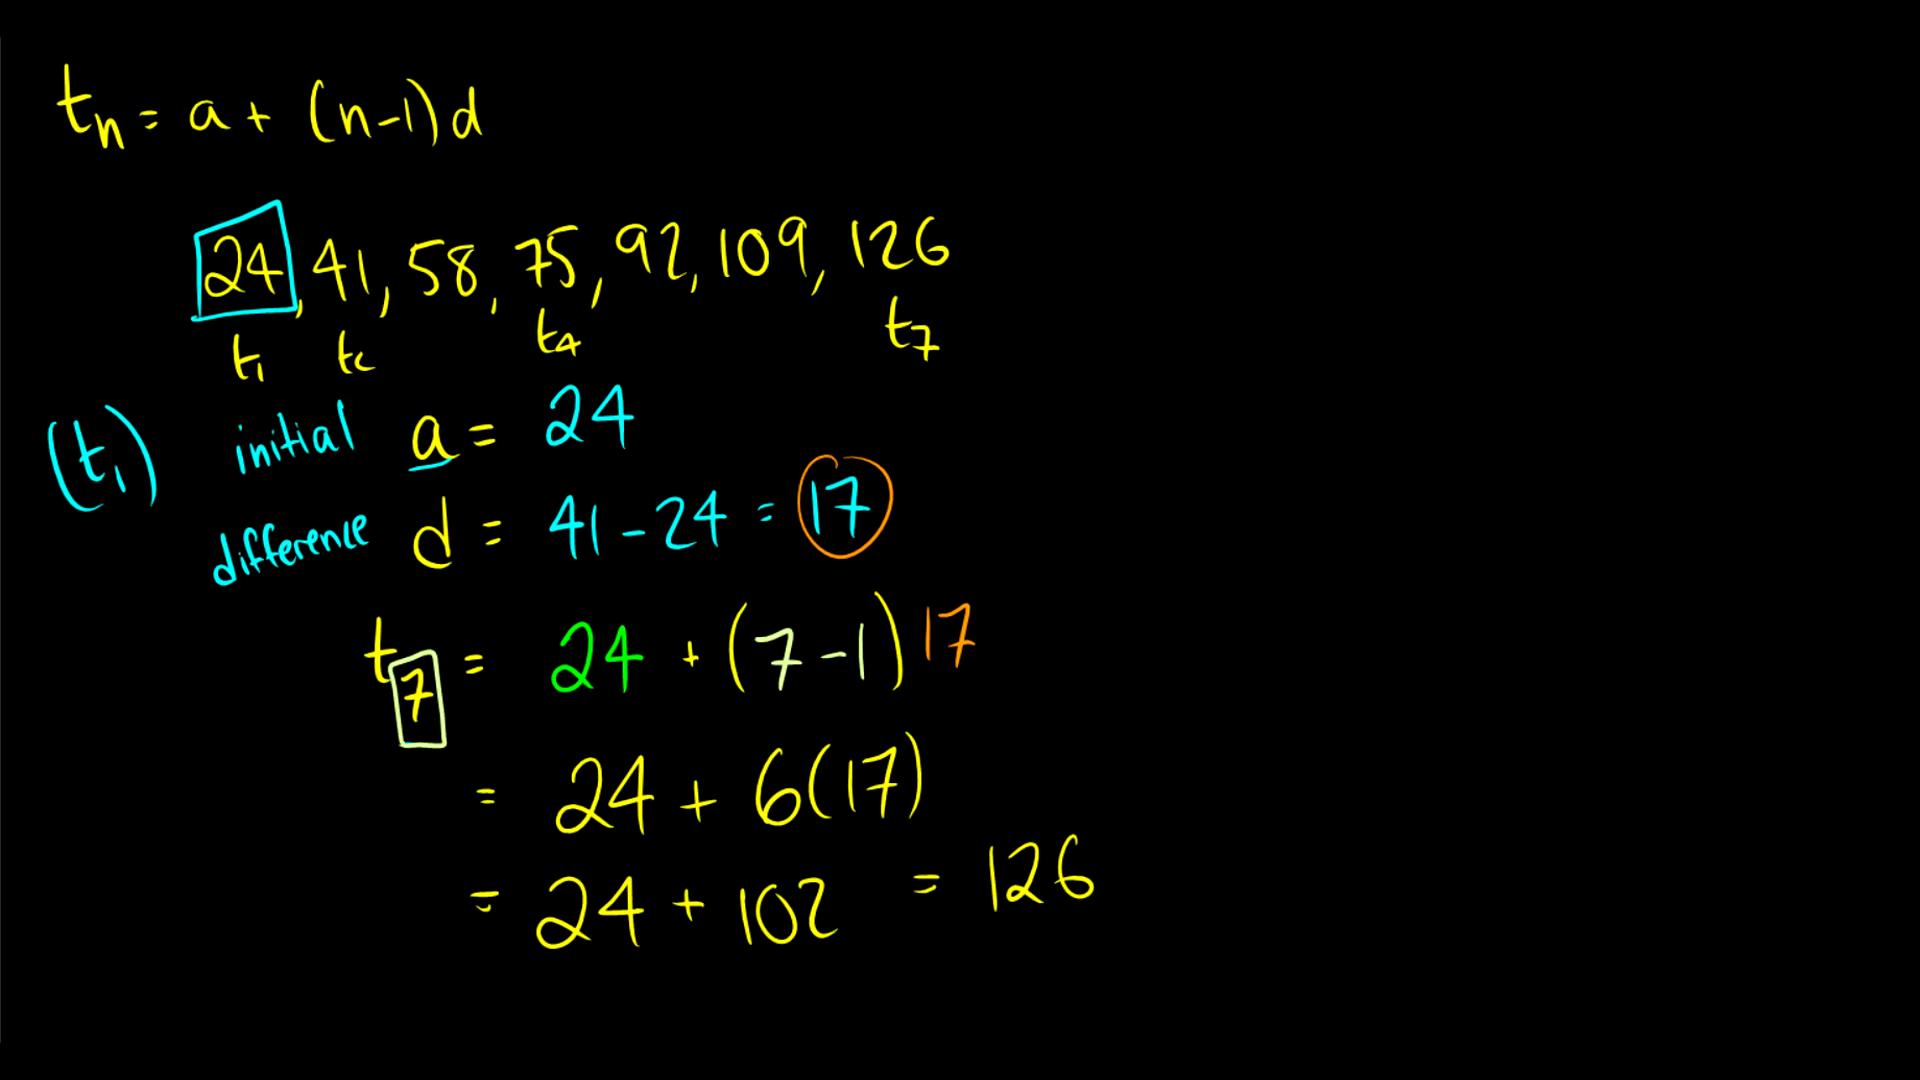 tn = a + (n-1)d
24, 41, 58, 75, 92, 109, 126
t1 t2 t4 t7
(t1) initial a = 24
difference d = 41 - 24 = 17
t7 = 24 + (7-1) 17
= 24 + 6(17)
= 24 + 102 = 126